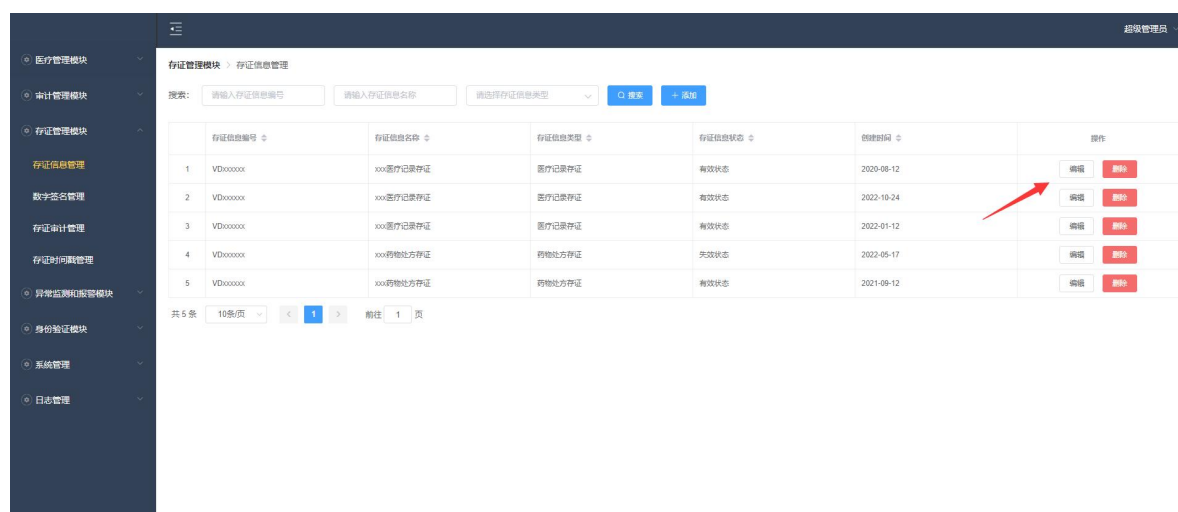 超级管理员
医疗管理模块
审计管理模块
存证管理模块
存证信息管理
数字签名管理
存证审计管理
存证时间戳管理
异常监测和报警模块
身份验证模块
系统管理
日志管理
存证管理模块 > 存证信息管理
搜索: 请输入存证信息编号 请输入存证信息名称 请选择存证信息类型 搜索 + 添加
存证信息编号 存证信息名称 存证信息类型 存证信息状态 创建时间 操作
1 VDxxxxxx xxx医疗记录存证 医疗记录存证 有效状态 2020-08-12 编辑 删除
2 VDxxxxxx xxx医疗记录存证 医疗记录存证 有效状态 2022-10-24 编辑 删除
3 VDxxxxxx xxx医疗记录存证 医疗记录存证 有效状态 2022-01-12 编辑 删除
4 VDxxxxxx xxx药物处方存证 药物处方存证 失效状态 2022-05-17 编辑 删除
5 VDxxxxxx xxx药物处方存证 药物处方存证 有效状态 2021-09-12 编辑 删除
共 5 条 10条/页 < 1 > 前往 1 页